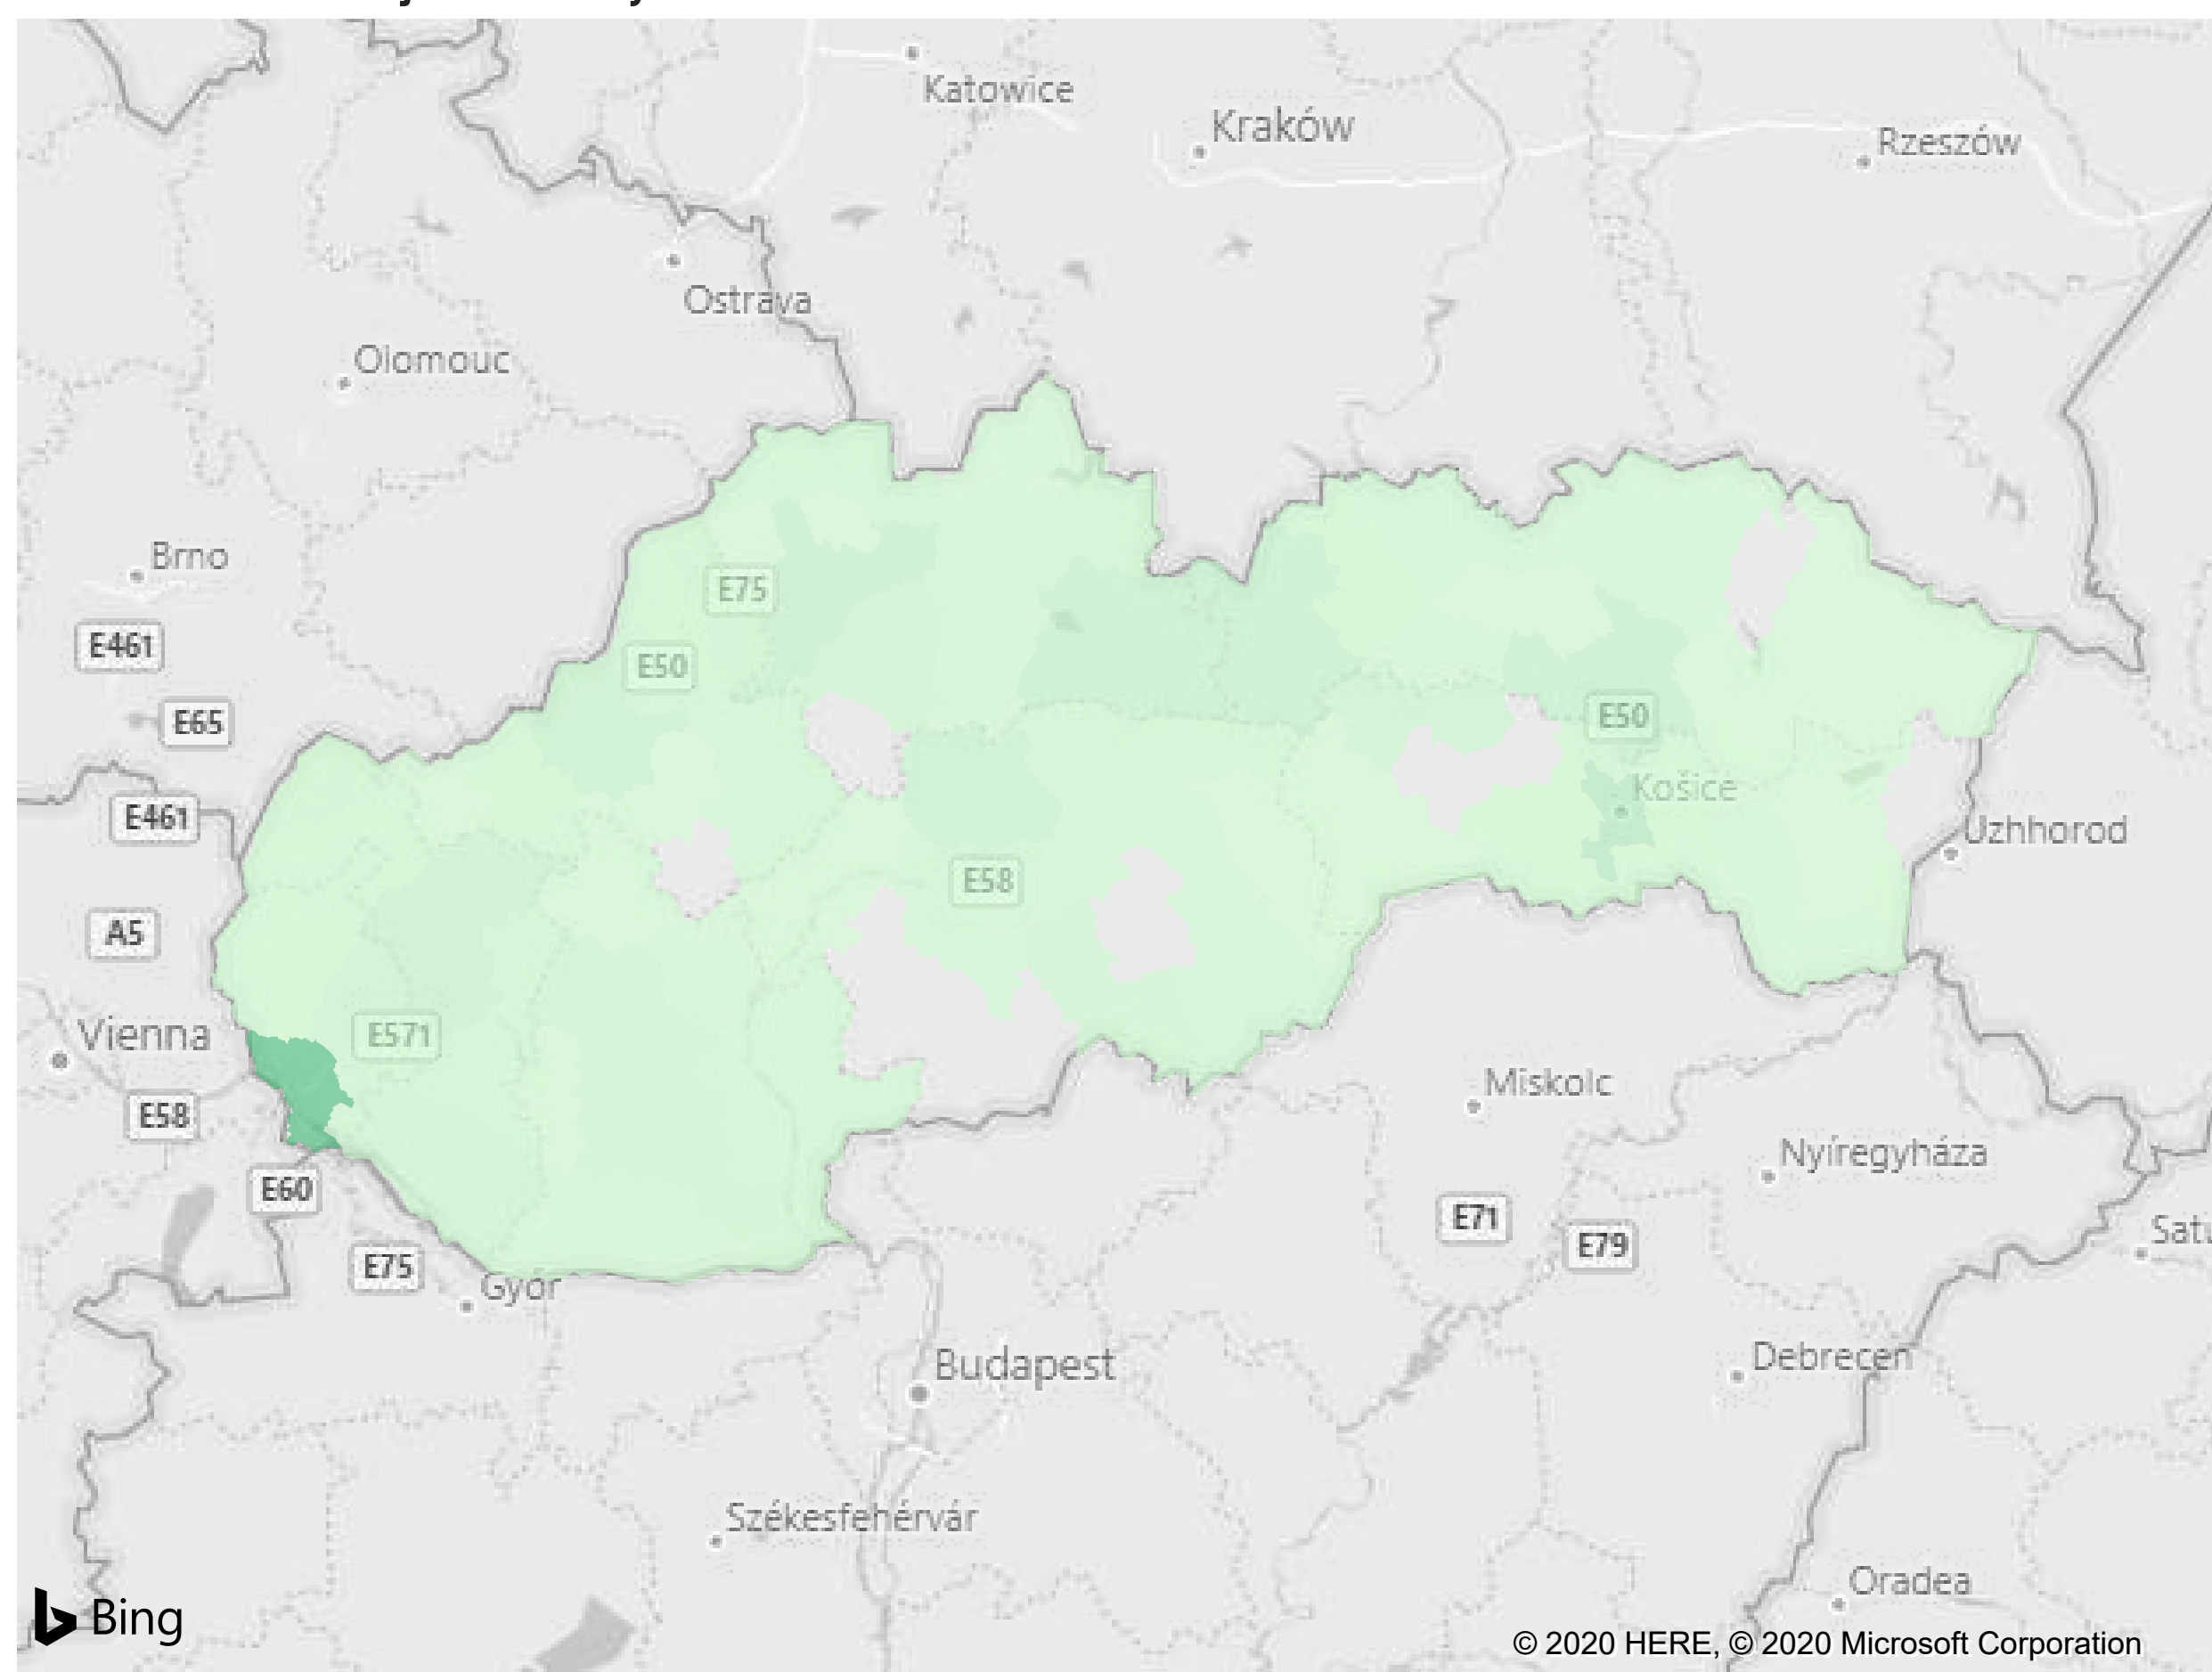 Katowice
Kraków
Rzeszów
Ostrava
Olomouc
Brno
E75
E461
E50
E65
E50
Košice
E461
Uzhhorod
E58
A5
Vienna
E571
Miskolc
E58
Nyíregyháza
E60
E71
E79
E75
Győr
Debrecen
Budapest
Székesfehérvár
Oradea
Bing
© 2020 HERE, © 2020 Microsoft Corporation